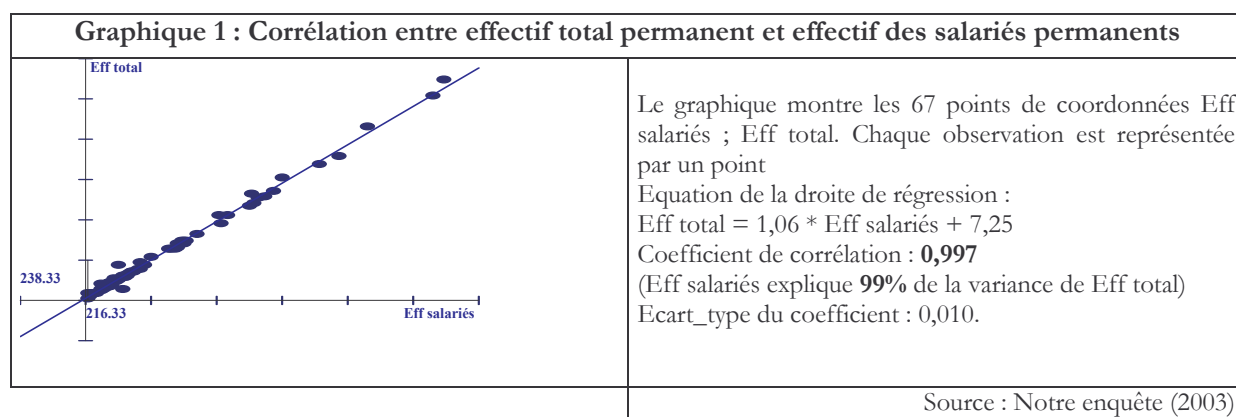 Graphique 1 : Corrélation entre effectif total permanent et effectif des salariés permanents
Eff total
238.33
216.33
Eff salariés
Le graphique montre les 67 points de coordonnées Eff
salariés ; Eff total. Chaque observation est représentée
par un point
Equation de la droite de régression :
Eff total = 1,06 * Eff salariés + 7,25
Coefficient de corrélation : 0,997
(Eff salariés explique 99% de la variance de Eff total)
Ecart_type du coefficient : 0,010.
Source : Notre enquête (2003)